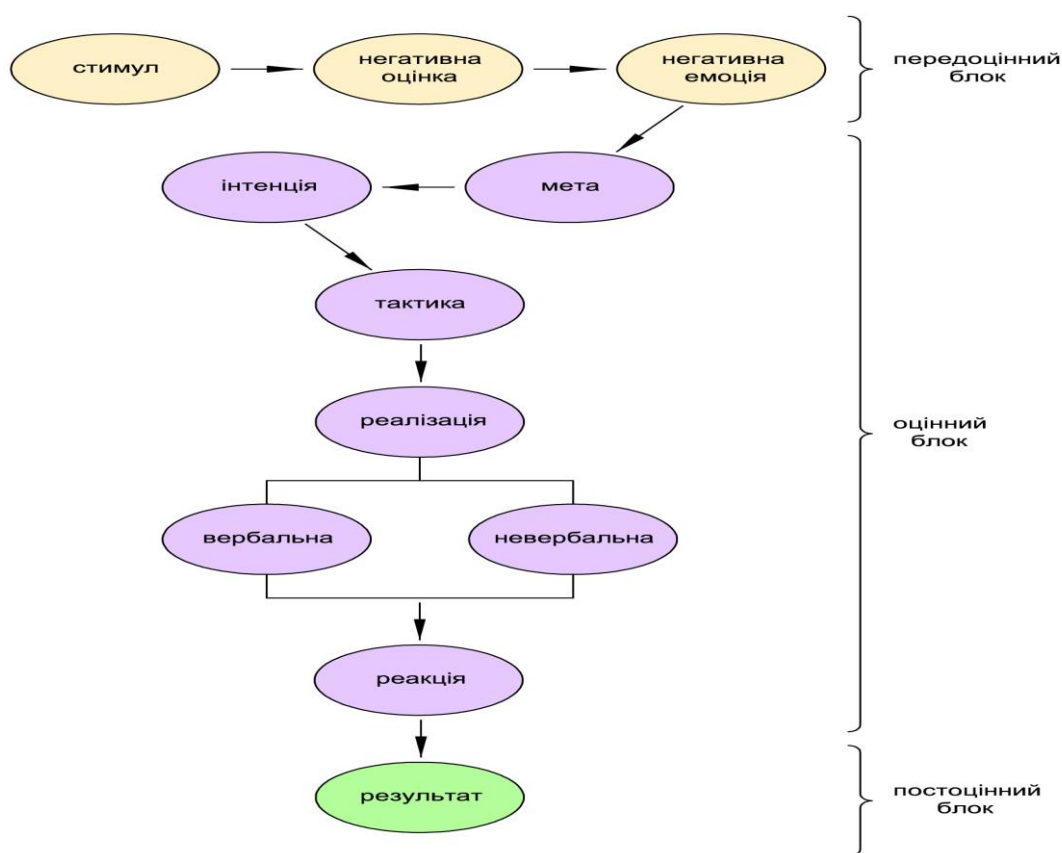 стимул
негативна
оцінка
негативна
емоція
передоцінний
блок
інтенція
мета
тактика
реалізація
оцінний
блок
вербальна
невербальна
реакція
результат
постоцінний
блок